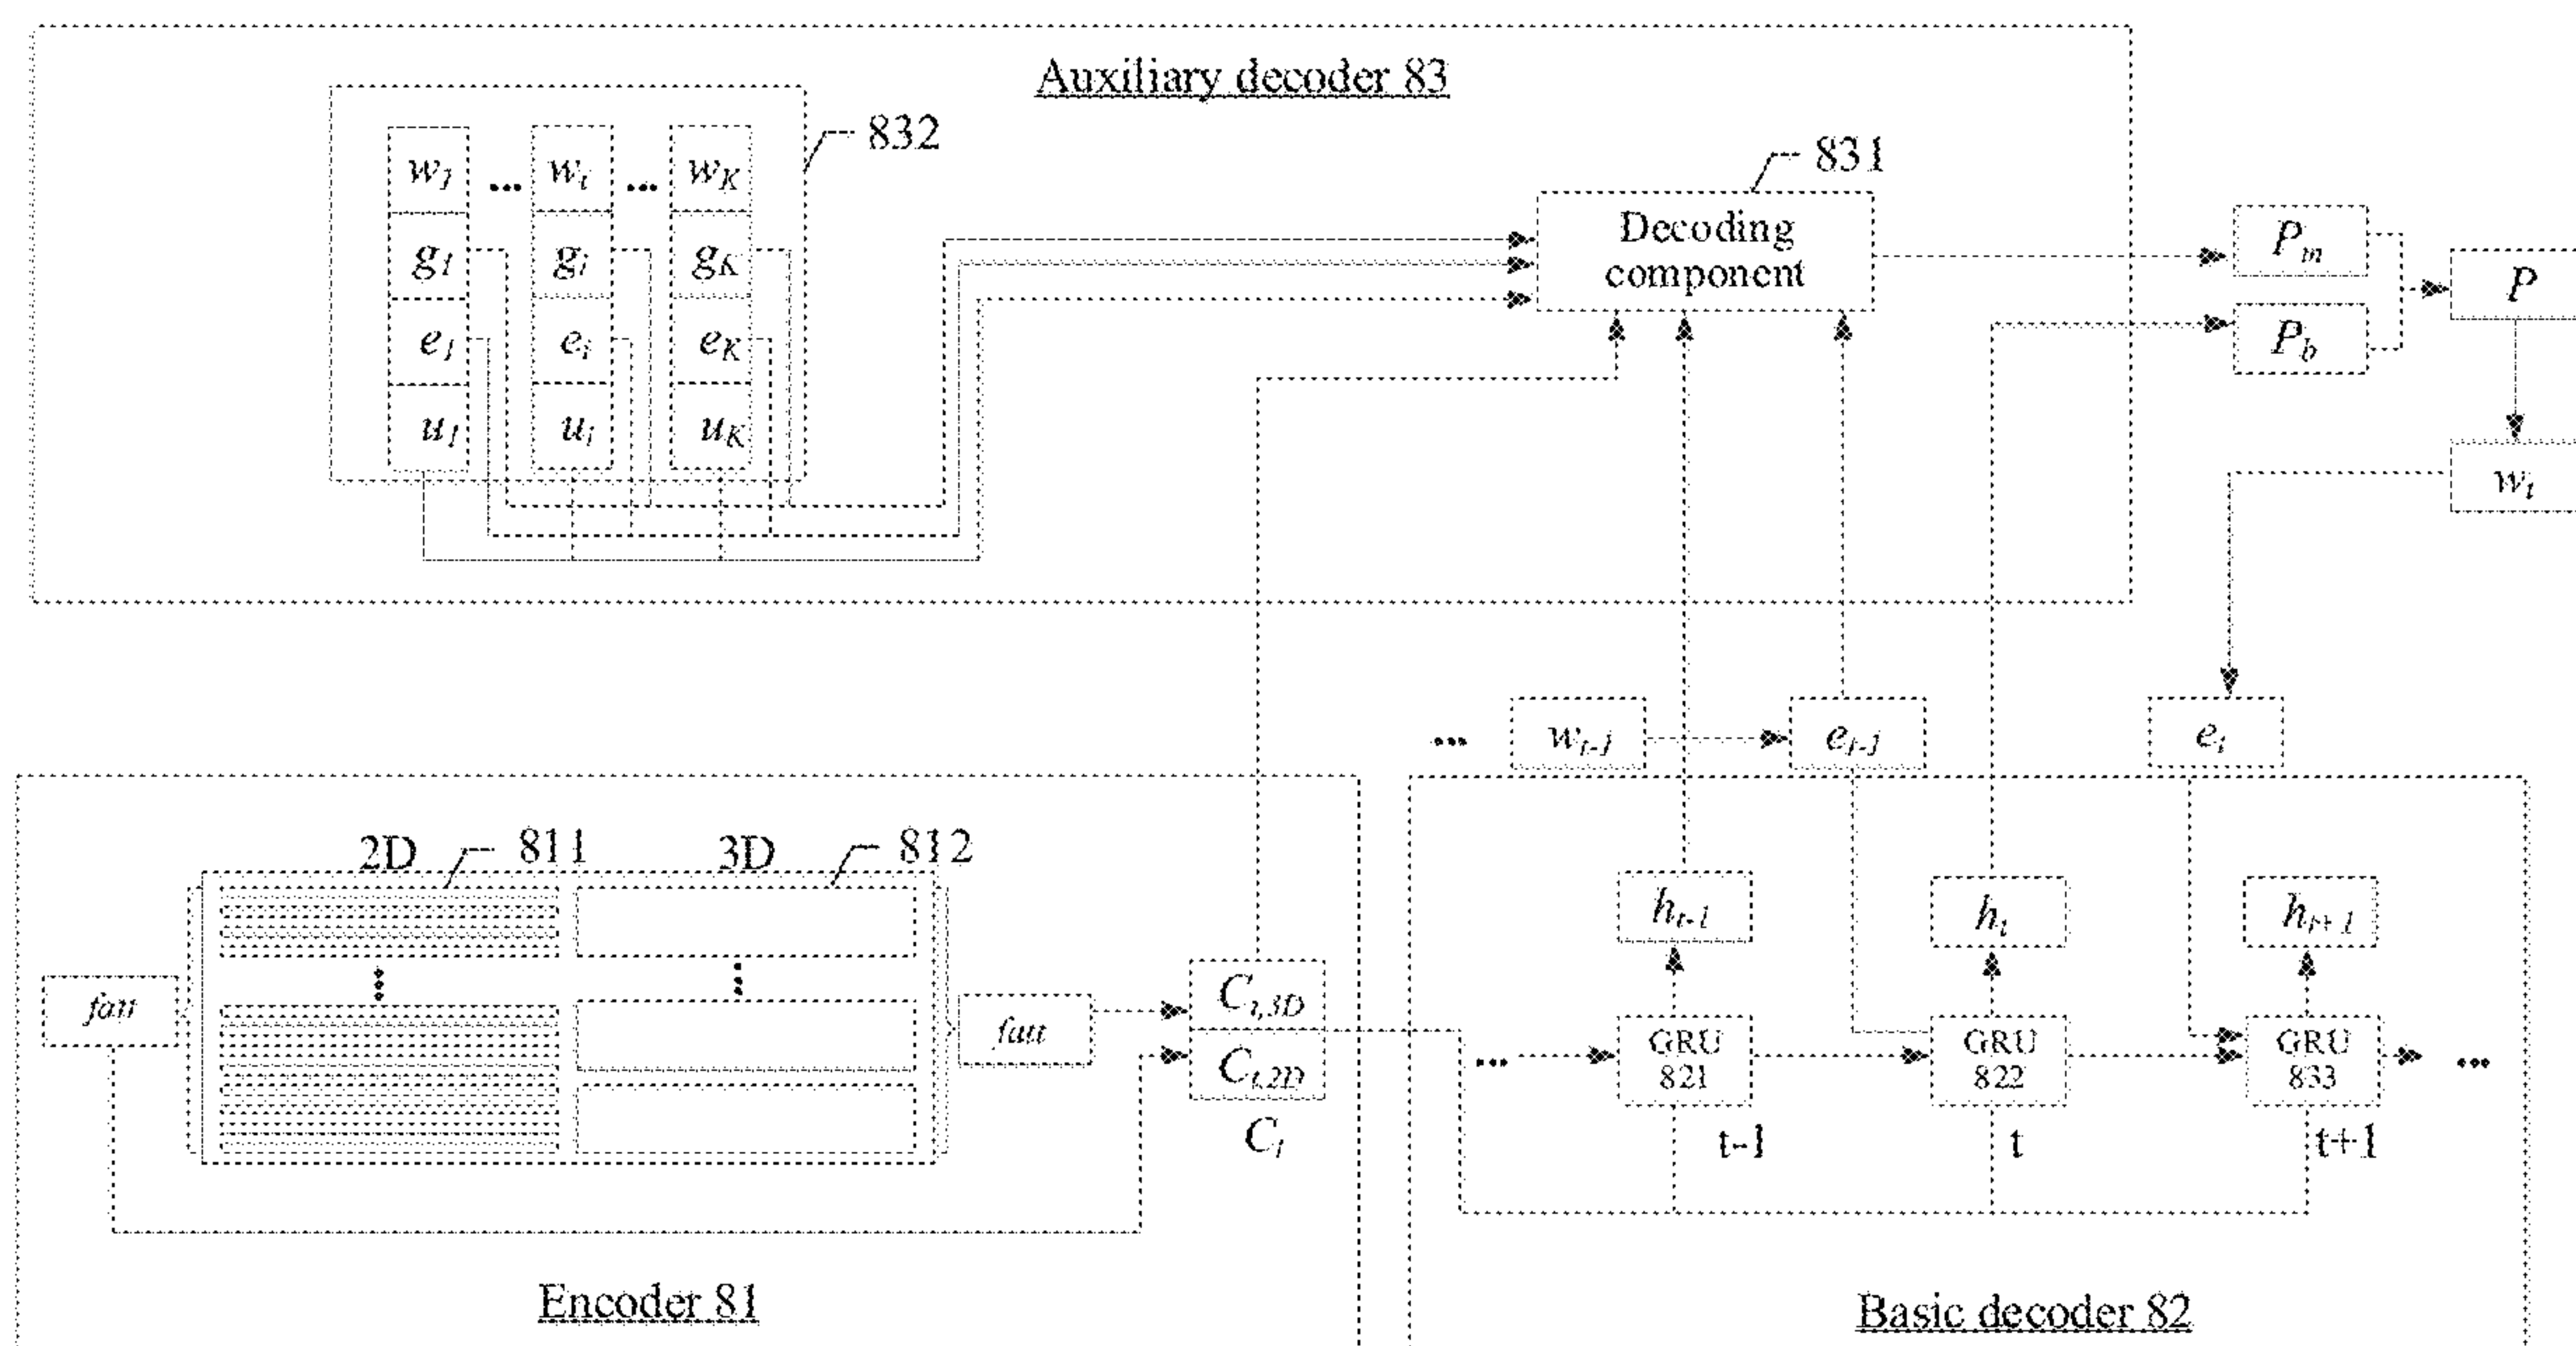 Auxiliary decoder 83
832
w1 ... wi ... wK
g1 gi gK
e1 ei eK
u1 ui uK
831
Decoding
component
Pm
Pb
P
wt
... wt-1 et-1 et
2D 811 3D 812
fatt
fatt
Ct,3D
Ct,2D
Ct
ht-1 ht ht+1
... GRU GRU GRU ...
821 822 833
t-1 t t+1
Encoder 81
Basic decoder 82